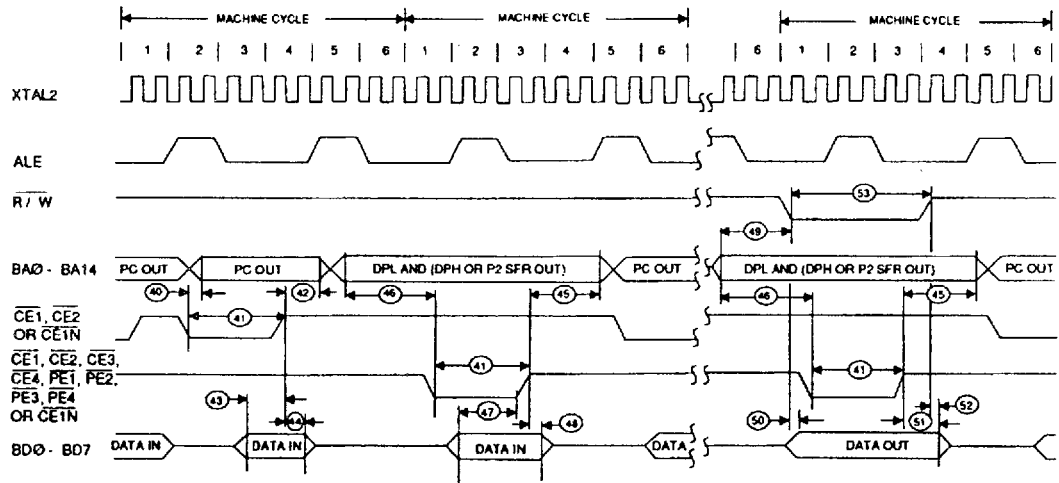 MACHINE CYCLE MACHINE CYCLE MACHINE CYCLE
1 2 3 4 5 6 1 2 3 4 5 6 6 1 2 3 4 5 6
XTAL2
ALE
R / W
53
49
BAØ - BA14 PC OUT PC OUT DPL AND (DPH OR P2 SFR OUT) PC OUT DPL AND (DPH OR P2 SFR OUT) PC OUT
40 42 46 45 46 45
CE1, CE2
OR CE1N
41
CE1, CE2, CE3,
CE4, PE1, PE2,
PE3, PE4
OR CE1N
41 41
43 44 47 48 50 51 52
BDØ - BD7 DATA IN DATA IN DATA IN DATA DATA OUT